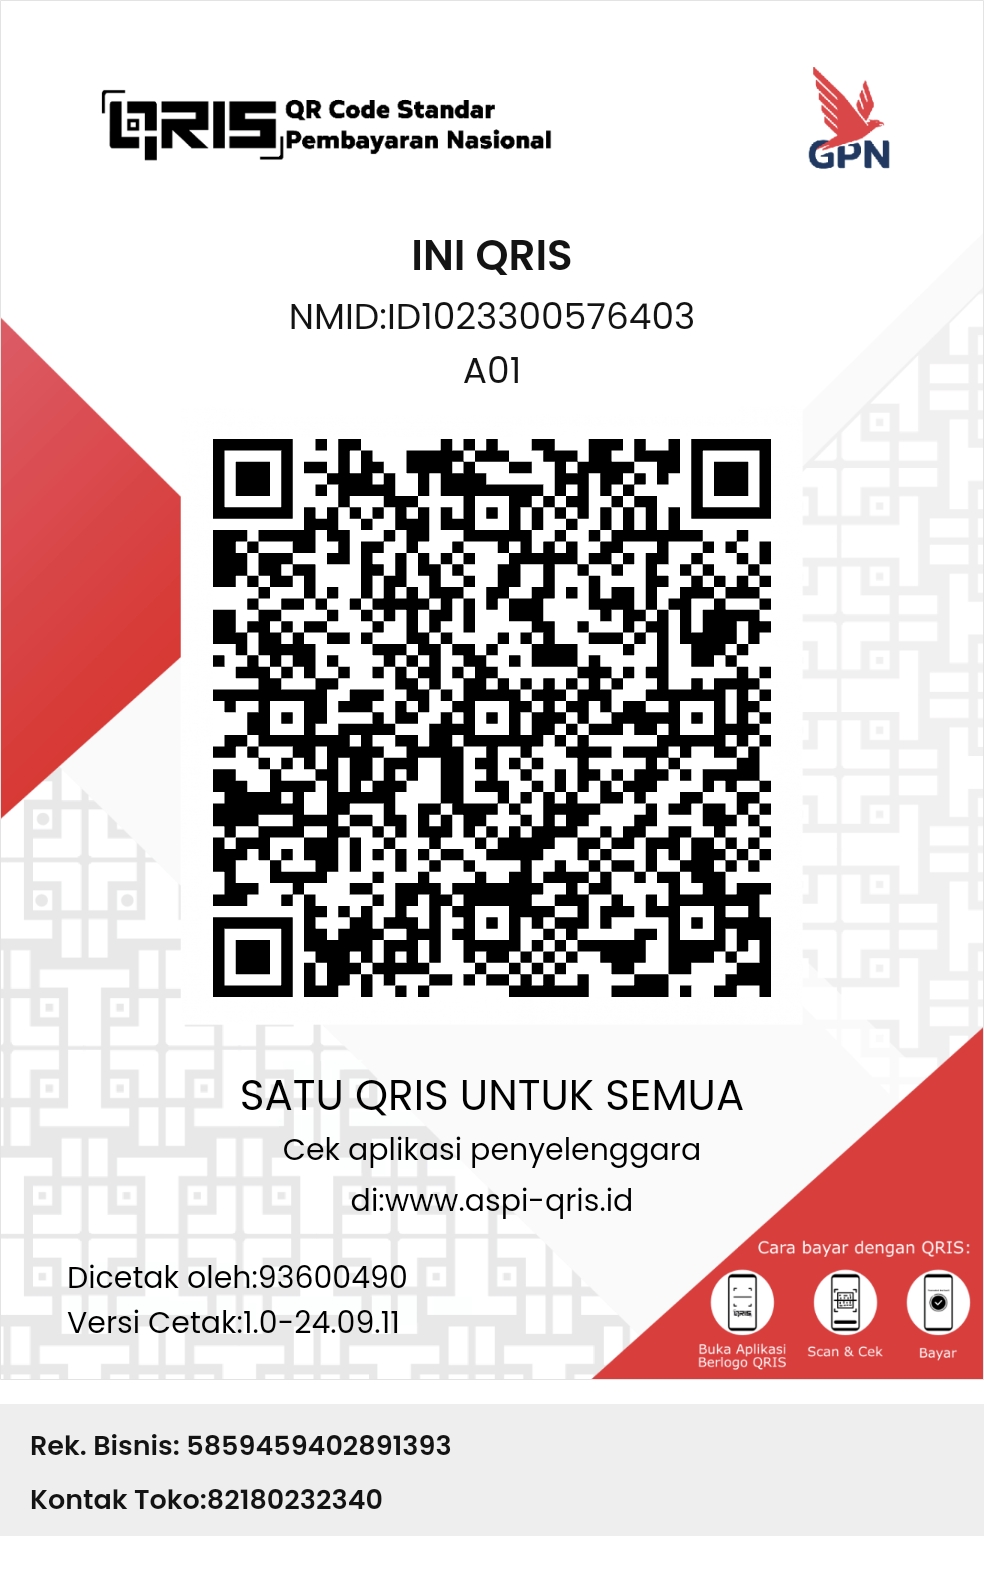 QRIS QR Code Standar
Pembayaran Nasional
GPN
INI QRIS
NMID:ID1023300576403
A01
SATU QRIS UNTUK SEMUA
Cek aplikasi penyelenggara
di:www.aspi-qris.id
Dicetak oleh:93600490
Versi Cetak:1.0-24.09.11
Cara bayar dengan QRIS:
QRIS
Buka Aplikasi
Berlogo QRIS
Scan & Cek
Bayar
Rek. Bisnis: 5859459402891393
Kontak Toko:82180232340